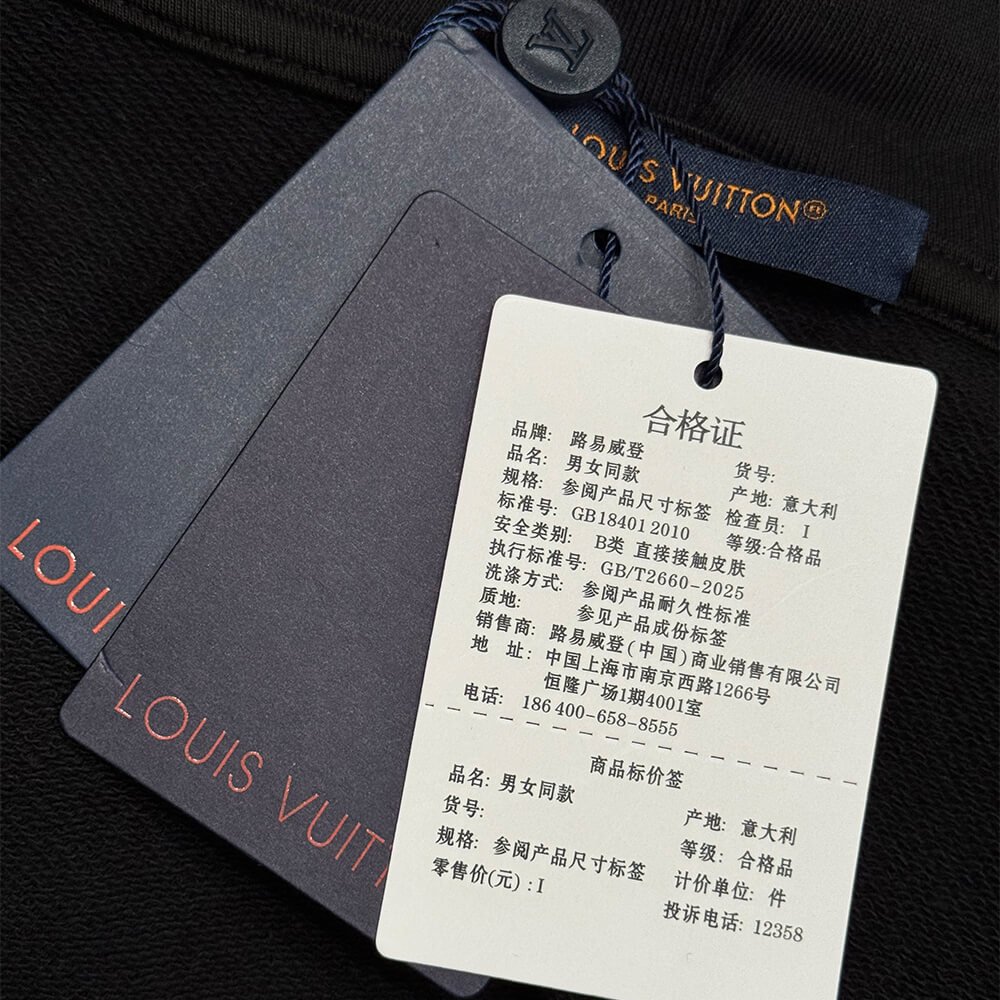 LV
LOUIS VUITTON®
PARIS
LOUI
LOUIS VUITT
合格证
品牌: 路易威登
货号:
品名: 男女同款
产地: 意大利
规格: 参阅产品尺寸标签
检查员: I
标准号: GB18401 2010
等级:合格品
安全类别: B类 直接接触皮肤
执行标准号: GB/T2660-2025
洗涤方式: 参阅产品耐久性标准
质地: 参见产品成份标签
销售商: 路易威登(中国)商业销售有限公司
地 址: 中国上海市南京西路1266号
恒隆广场1期4001室
电话: 186 400-658-8555
商品标价签
品名: 男女同款
产地: 意大利
货号:
等级: 合格品
规格: 参阅产品尺寸标签
计价单位: 件
零售价(元) :I
投诉电话: 12358